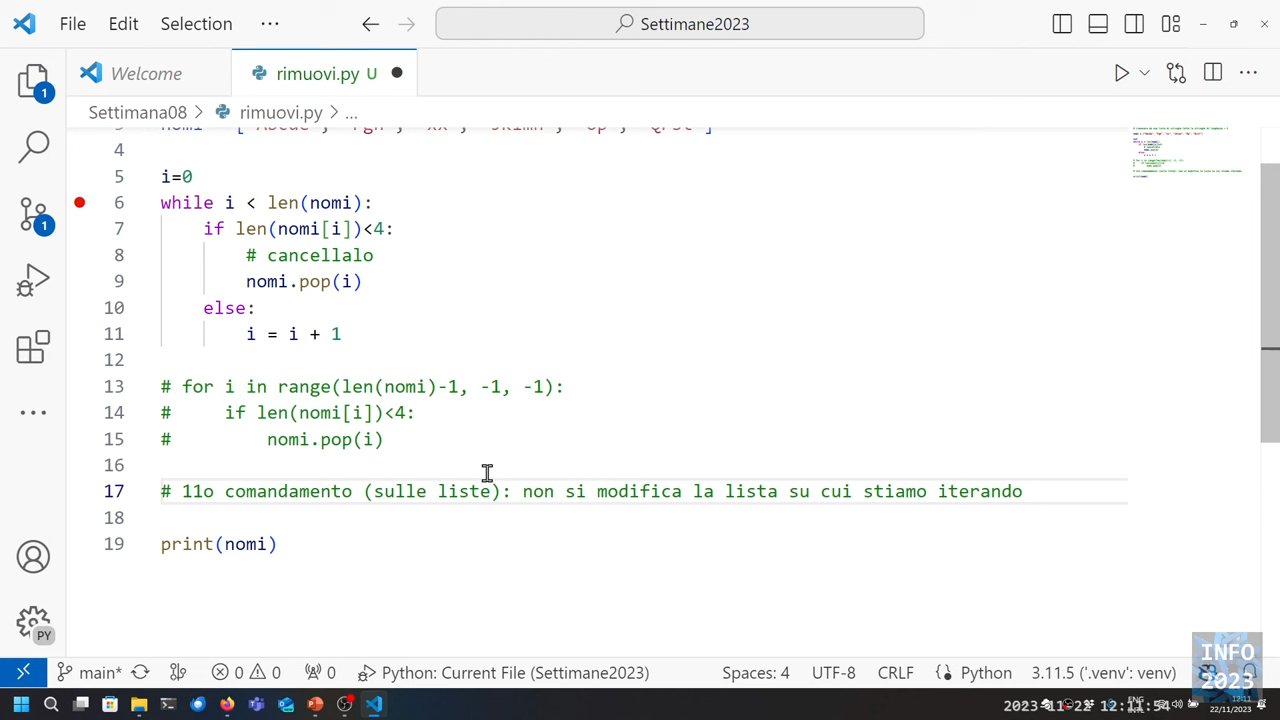 File Edit Selection ··· Settimane2023
1 Welcome rimuovi.py U
Settimana08 > rimuovi.py > ...
4
5 i=0
6 while i < len(nomi):
7 if len(nomi[i])<4:
8 # cancellalo
9 nomi.pop(i)
10 else:
11 i = i + 1
12
13 # for i in range(len(nomi)-1, -1, -1):
14 # if len(nomi[i])<4:
15 # nomi.pop(i)
16
17 # 11o comandamento (sulle liste): non si modifica la lista su cui stiamo iterando
18
19 print(nomi)
1
PY
INFO
2023
main* 0 0 0 Python: Current File (Settimane2023) Spaces: 4 UTF-8 CRLF Python 3.11.5 ('.venv': venv)
22/11/2023